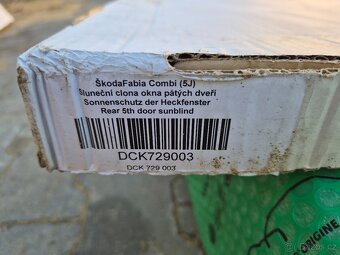 ŠkodaFabia Combi (5J)
Sluneční clona okna pátých dveří
Sonnenschutz der Heckfenster
Rear 5th door sunblind
DCK729003
DCK 729 003
ORIGINE